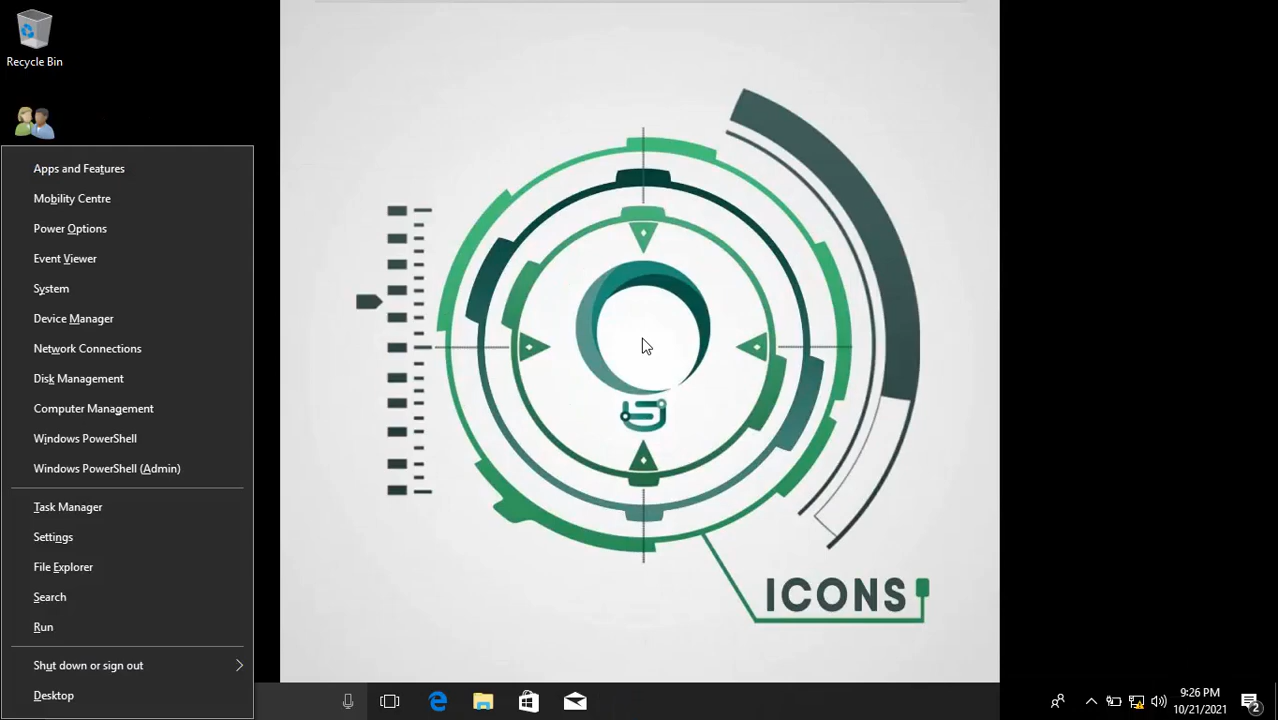 Recycle Bin
Apps and Features
Mobility Centre
Power Options
Event Viewer
System
Device Manager
Network Connections
Disk Management
Computer Management
Windows PowerShell
Windows PowerShell (Admin)
Task Manager
Settings
File Explorer
Search
Run
Shut down or sign out
Desktop
ICONS
9:26 PM
10/21/2021
2